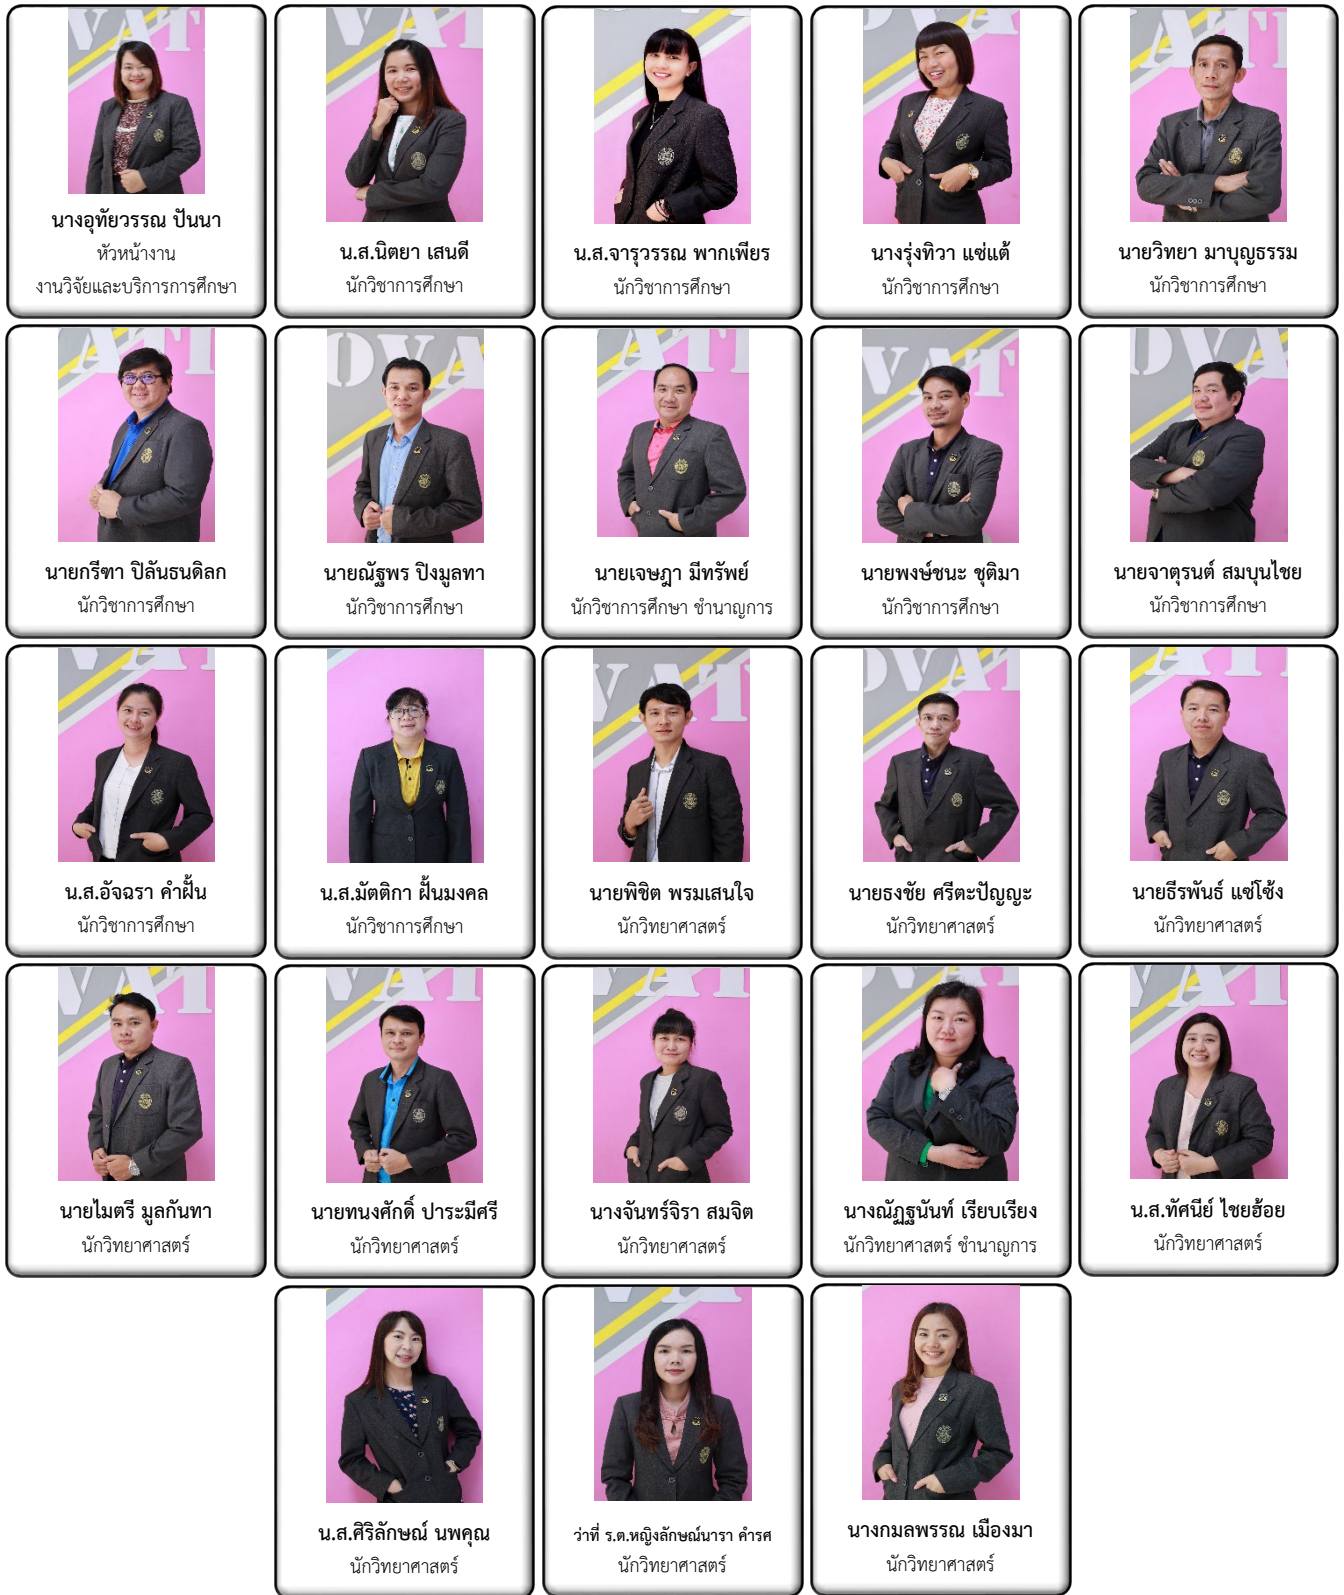 นางอุทัยวรรณ ปันนา
หัวหน้างาน
งานวิจัยและบริการการศึกษา
น.ส.นิตยา เสนดี
นักวิชาการศึกษา
น.ส.จารุวรรณ พากเพียร
นักวิชาการศึกษา
นางรุ่งทิวา แซ่แต้
นักวิชาการศึกษา
นายวิทยา มาบุญธรรม
นักวิชาการศึกษา
นายกรีฑา ปิลันธนดิลก
นักวิชาการศึกษา
นายณัฐพร ปิงมูลทา
นักวิชาการศึกษา
นายเจษฎา มีทรัพย์
นักวิชาการศึกษา ชำนาญการ
นายพงษ์ชนะ ชุติมา
นักวิชาการศึกษา
นายจาตุรนต์ สมบุนไชย
นักวิชาการศึกษา
น.ส.อัจฉรา คำฝั้น
นักวิชาการศึกษา
น.ส.มัตติกา ฝั้นมงคล
นักวิชาการศึกษา
นายพิชิต พรมเสนใจ
นักวิทยาศาสตร์
นายธงชัย ศรีตะปัญญะ
นักวิทยาศาสตร์
นายธีรพันธ์ แซ่โซ้ง
นักวิทยาศาสตร์
นายไมตรี มูลกันทา
นักวิทยาศาสตร์
นายทนงศักดิ์ ปาระมีศรี
นักวิทยาศาสตร์
นางจันทร์จิรา สมจิต
นักวิทยาศาสตร์
นางณัฏฐนันท์ เรียบเรียง
นักวิทยาศาสตร์ ชำนาญการ
น.ส.ทัศนีย์ ไชยฮ้อย
นักวิทยาศาสตร์
น.ส.ศิริลักษณ์ นพคุณ
นักวิทยาศาสตร์
ว่าที่ ร.ต.หญิงลักษณ์นารา คำรศ
นักวิทยาศาสตร์
นางกมลพรรณ เมืองมา
นักวิทยาศาสตร์